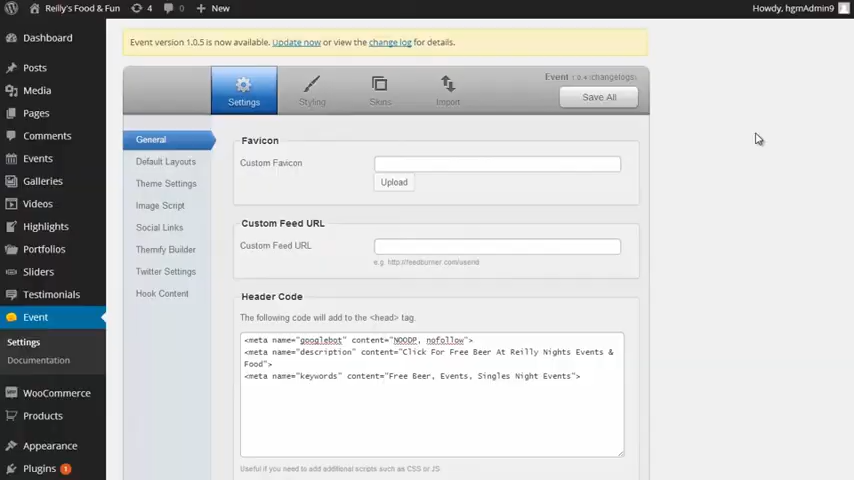 Reilly's Food & Fun 4 0 New Howdy, hgmAdmin9
Dashboard
Posts
Media
Pages
Comments
Events
Galleries
Videos
Highlights
Portfolios
Sliders
Testimonials
Event
Settings
Documentation
WooCommerce
Products
Appearance
Plugins 1
Event version 1.0.5 is now available. Update now or view the change log for details.
Settings Styling Skins Import
Event 1.0.4 (changelogs)
Save All
General
Default Layouts
Theme Settings
Image Script
Social Links
Themify Builder
Twitter Settings
Hook Content
Favicon
Custom Favicon
Upload
Custom Feed URL
Custom Feed URL
e.g. http://feedburner.com/userid
Header Code
The following code will add to the <head> tag.
<meta name="googlebot" content="NOODP, nofollow">
<meta name="description" content="Click For Free Beer At Reilly Nights Events &
Food">
<meta name="keywords" content="Free Beer, Events, Singles Night Events">
Useful if you need to add additional scripts such as CSS or JS.